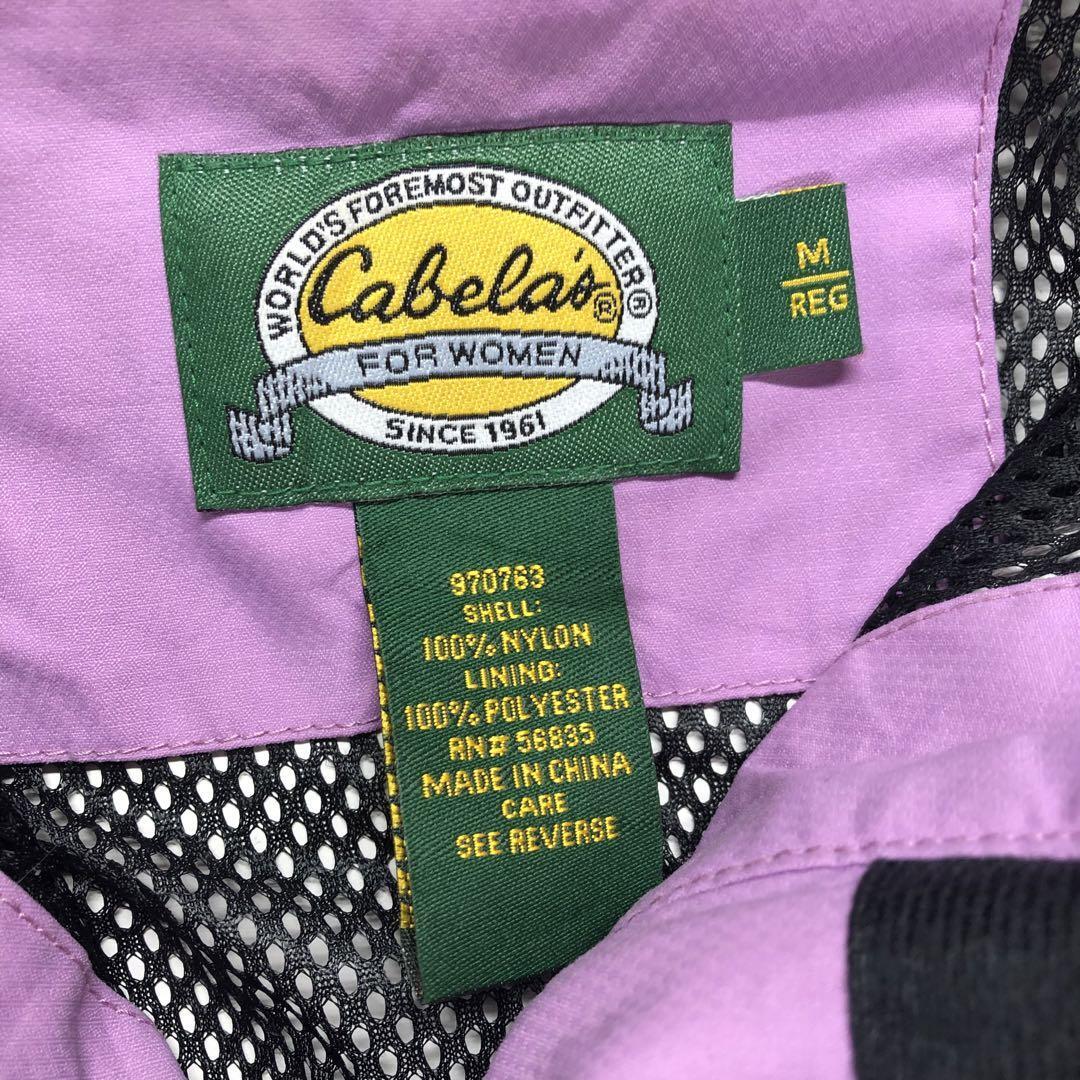 WORLD'S FOREMOST OUTFITTER®
Cabela's®
FOR WOMEN
SINCE 1961
M
REG
970763
SHELL:
100% NYLON
LINING:
100% POLYESTER
RN# 56835
MADE IN CHINA
CARE
SEE REVERSE